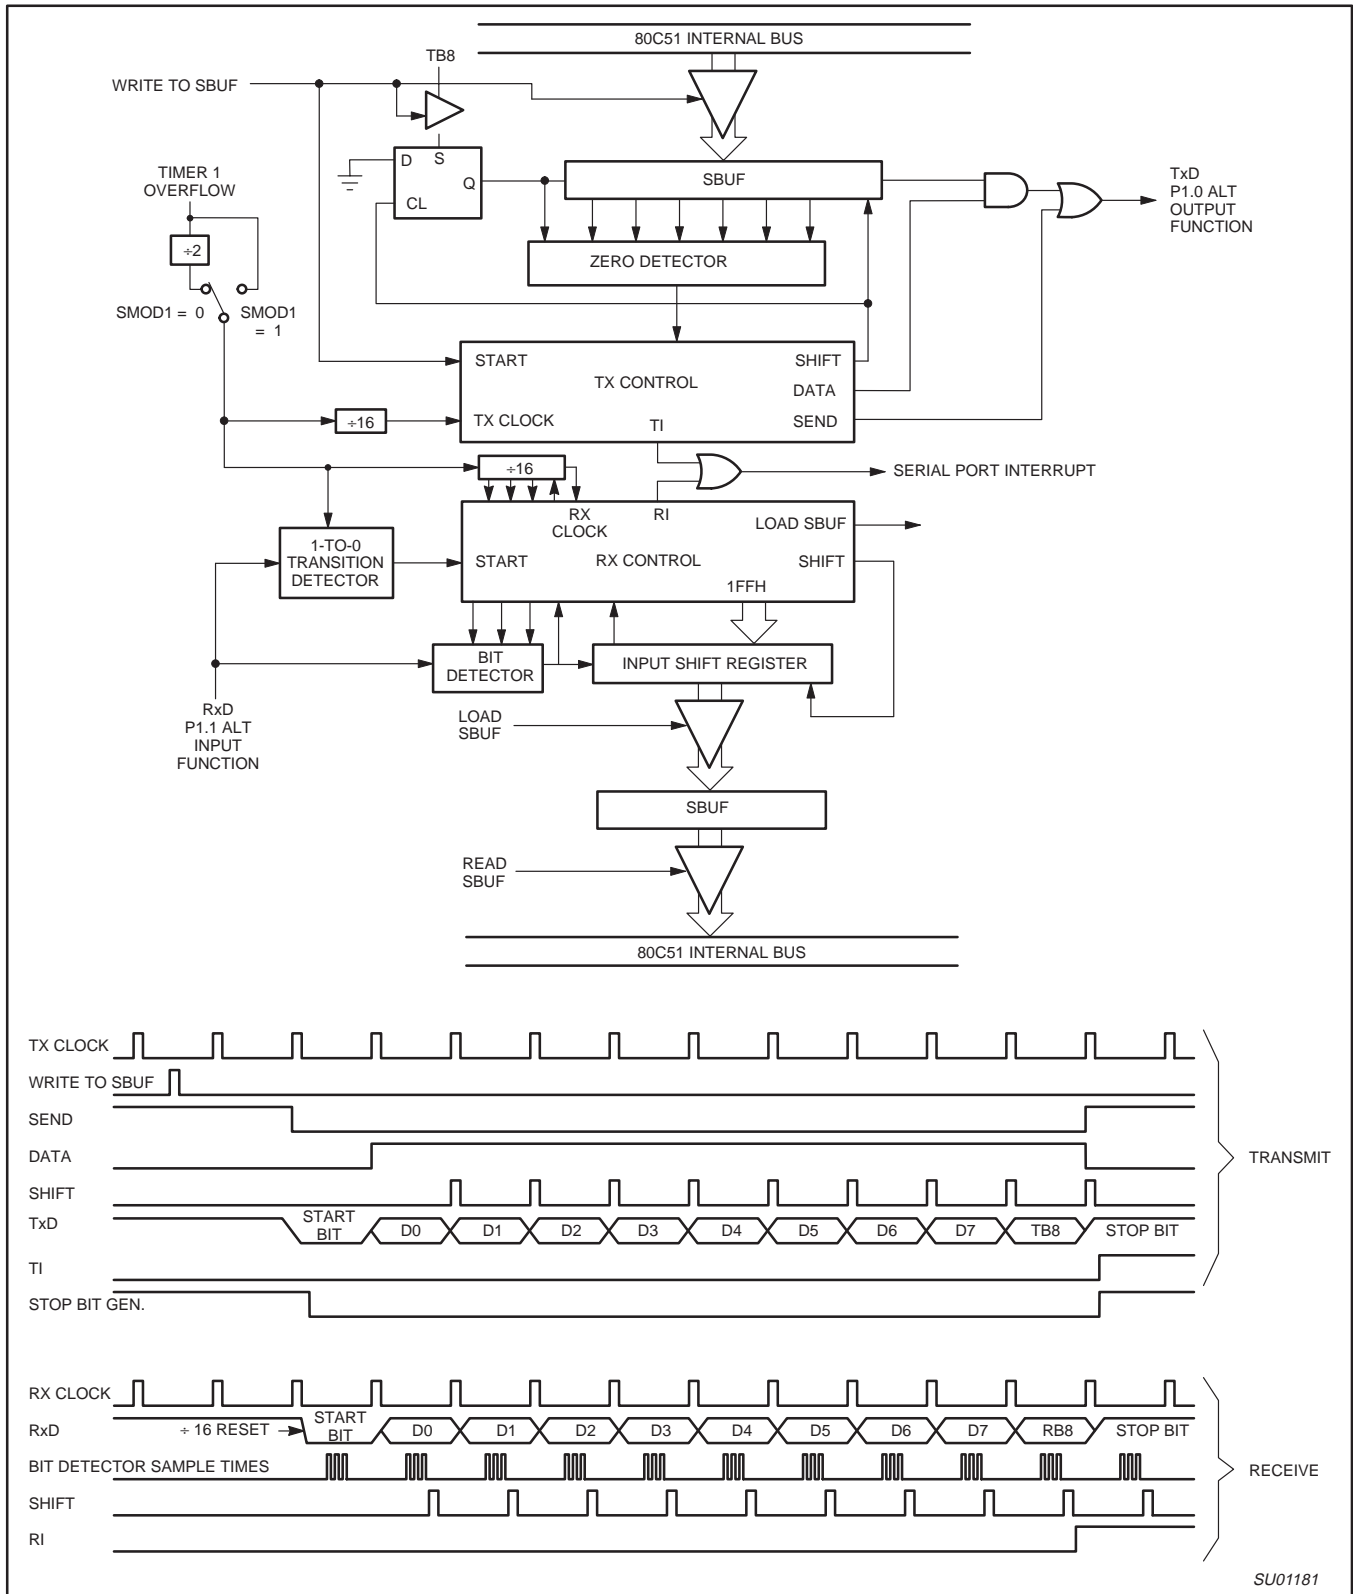 80C51 INTERNAL BUS
TB8
WRITE TO SBUF
D
S
Q
CL
SBUF
TxD
P1.0 ALT
OUTPUT
FUNCTION
TIMER 1
OVERFLOW
÷2
SMOD1 = 0
SMOD1
= 1
ZERO DETECTOR
START
SHIFT
TX CONTROL
DATA
÷16
TX CLOCK
TI
SEND
÷16
SERIAL PORT INTERRUPT
RX
CLOCK
RI
LOAD SBUF
1-TO-0
TRANSITION
DETECTOR
START
RX CONTROL
SHIFT
1FFH
BIT
DETECTOR
INPUT SHIFT REGISTER
RxD
P1.1 ALT
INPUT
FUNCTION
LOAD
SBUF
SBUF
READ
SBUF
80C51 INTERNAL BUS
TX CLOCK
WRITE TO SBUF
SEND
DATA
TRANSMIT
SHIFT
TxD
START
BIT
D0
D1
D2
D3
D4
D5
D6
D7
TB8
STOP BIT
TI
STOP BIT GEN.
RX CLOCK
RxD
÷ 16 RESET
START
BIT
D0
D1
D2
D3
D4
D5
D6
D7
RB8
STOP BIT
BIT DETECTOR SAMPLE TIMES
RECEIVE
SHIFT
RI
SU01181